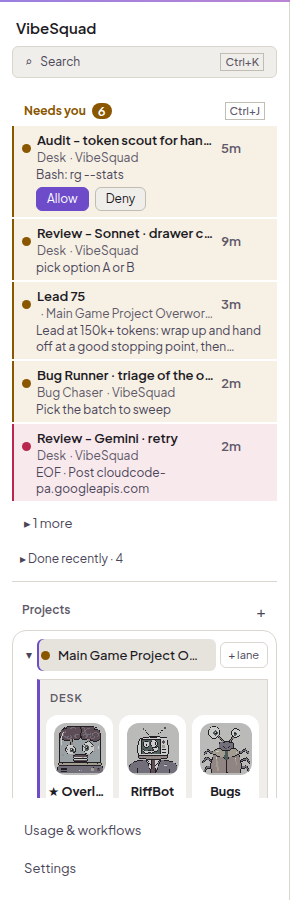 VibeSquad
Search Ctrl+K
Needs you 6 Ctrl+J
Audit – token scout for han... 5m
Desk · VibeSquad
Bash: rg --stats
Allow Deny
Review – Sonnet · drawer c... 9m
Desk · VibeSquad
pick option A or B
Lead 75 3m
· Main Game Project Overwor...
Lead at 150k+ tokens: wrap up and hand
off at a good stopping point, then...
Bug Runner · triage of the o... 2m
Bug Chaser · VibeSquad
Pick the batch to sweep
Review – Gemini · retry 2m
Desk · VibeSquad
EOF · Post cloudcode-
pa.googleapis.com
▸ 1 more
▸ Done recently · 4
Projects +
▾ Main Game Project O... + lane
DESK
★ Overl... RiffBot Bugs
Usage & workflows
Settings